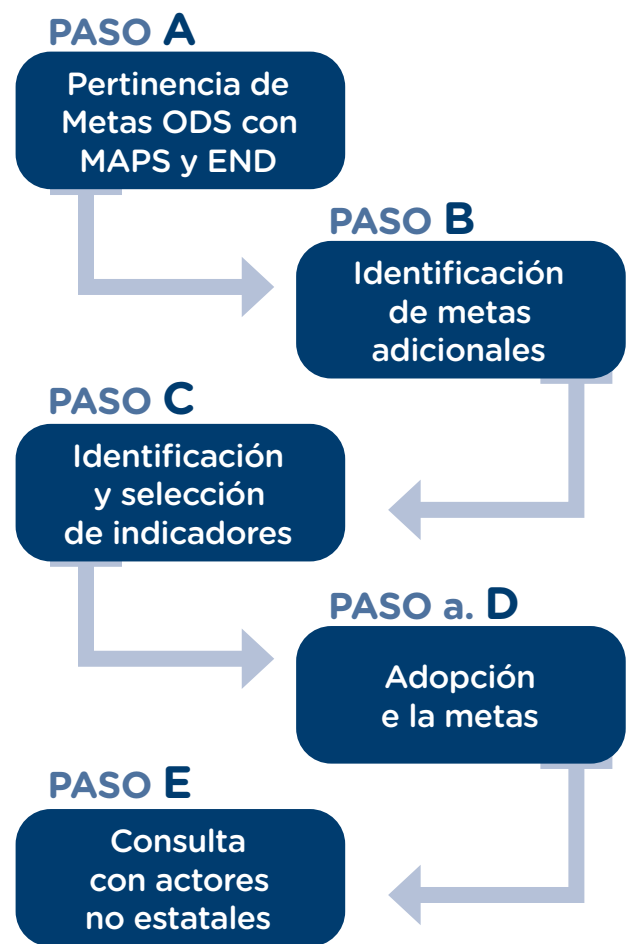 PASO A
Pertinencia de
Metas ODS con
MAPS y END
PASO B
Identificación
de metas
adicionales
PASO C
Identificación
y selección
de indicadores
PASO a. D
Adopción
e la metas
PASO E
Consulta
con actores
no estatales